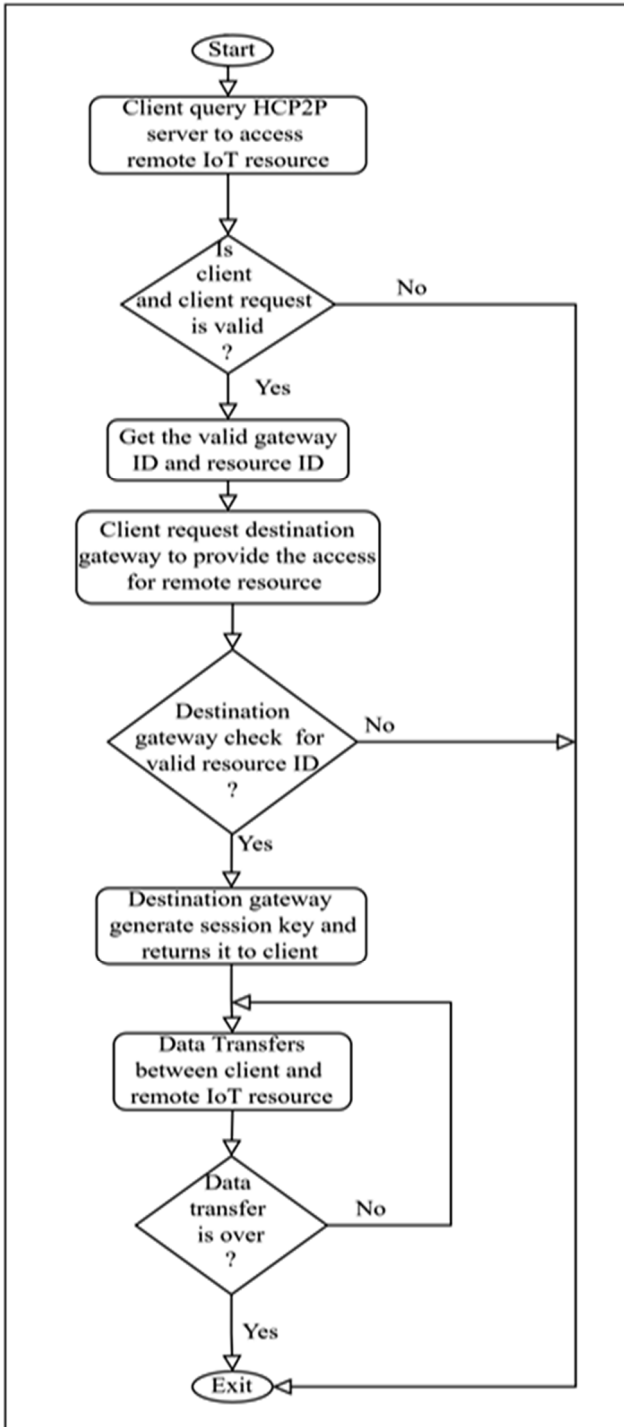 Start
Client query HCP2P
server to access
remote IoT resource
Is
client
and client request
is valid
?
No
Yes
Get the valid gateway
ID and resource ID
Client request destination
gateway to provide the access
for remote resource
Destination
gateway check for
valid resource ID
?
No
Yes
Destination gateway
generate session key and
returns it to client
Data Transfers
between client and
remote IoT resource
Data
transfer
is over
?
No
Yes
Exit